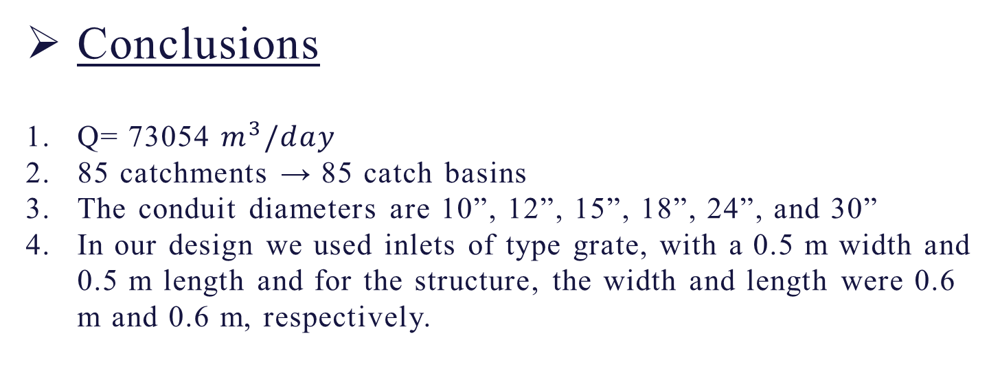 ➢ Conclusions
1. Q= 73054 m³/day
2. 85 catchments → 85 catch basins
3. The conduit diameters are 10”, 12”, 15”, 18”, 24”, and 30”
4. In our design we used inlets of type grate, with a 0.5 m width and
0.5 m length and for the structure, the width and length were 0.6
m and 0.6 m, respectively.